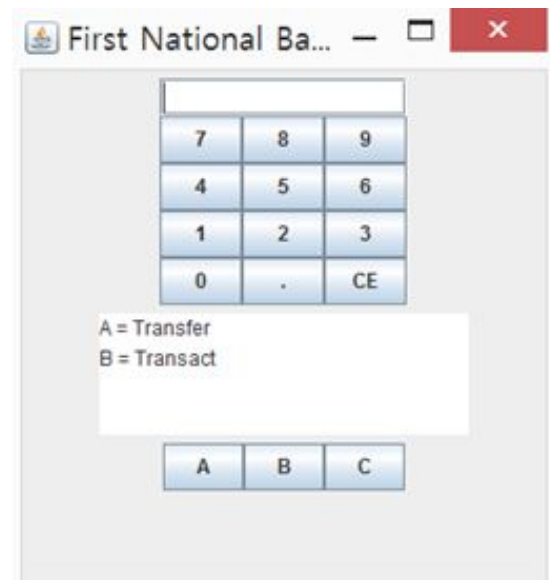 First National Ba...
7 8 9
4 5 6
1 2 3
0 . CE
A = Transfer
B = Transact
A B C